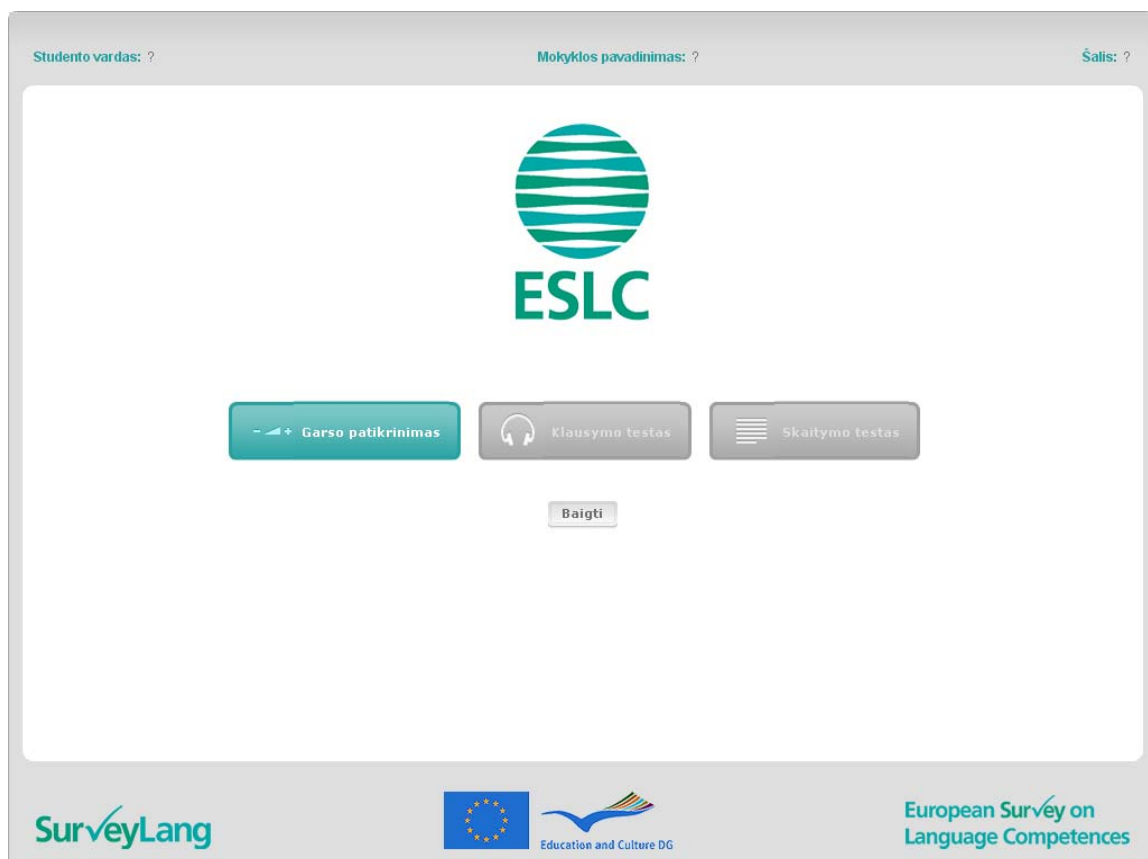 Studento vardas: ?
Mokyklos pavadinimas: ?
Šalis: ?
ESLC
- + Garso patikrinimas
Klausymo testas
Skaitymo testas
Baigti
SurveyLang
Education and Culture DG
European Survey on
Language Competences